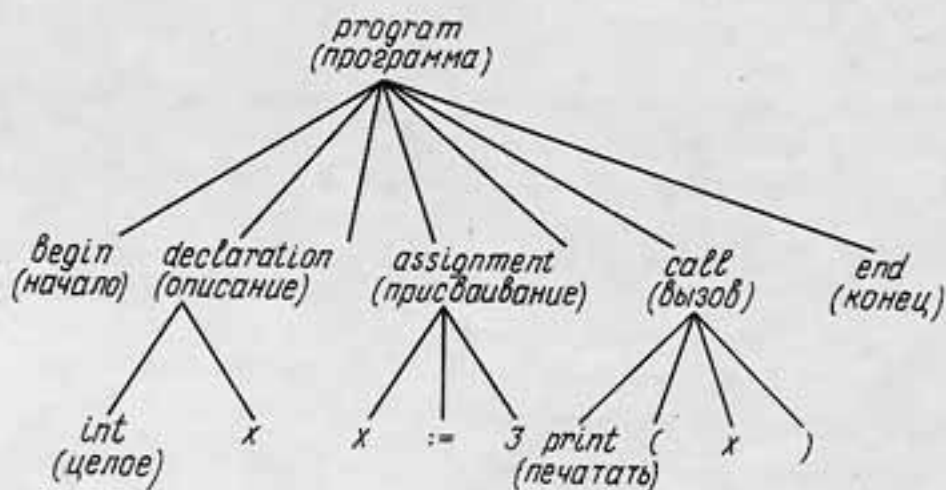 program
(программа)
begin declaration assignment call end
(начало) (описание) (присваивание) (вызов) (конец)
int x x := 3 print ( x )
(целое) (печатать)